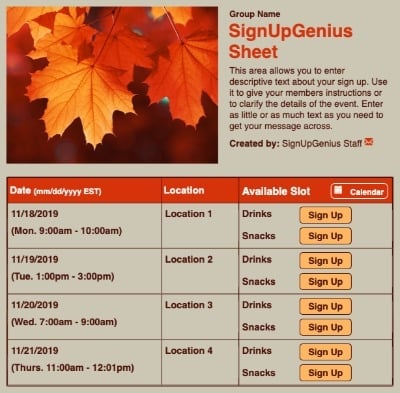 Group Name
SignUpGenius
Sheet
This area allows you to enter
descriptive text about your sign up. Use
it to give your members instructions or
to clarify the details of the event. Enter
as little or as much text as you need to
get your message across.
Created by: SignUpGenius Staff
Date (mm/dd/yyyy EST) Location Available Slot Calendar
11/18/2019 Location 1 Drinks Sign Up
(Mon. 9:00am - 10:00am) Snacks Sign Up
11/19/2019 Location 2 Drinks Sign Up
(Tue. 1:00pm - 3:00pm) Snacks Sign Up
11/20/2019 Location 3 Drinks Sign Up
(Wed. 7:00am - 9:00am) Snacks Sign Up
11/21/2019 Location 4 Drinks Sign Up
(Thurs. 11:00am - 12:01pm) Snacks Sign Up